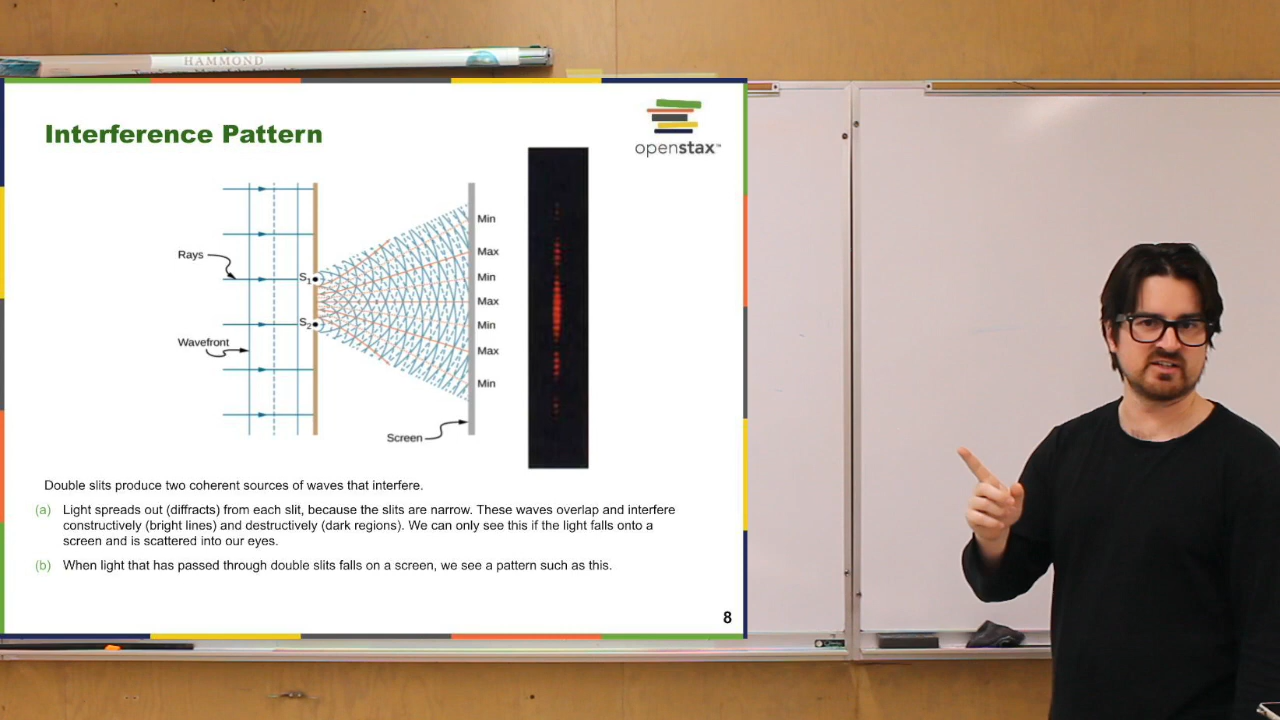 HAMMOND
Interference Pattern
openstax™
Min
Max
Rays
Min
S1
Max
S2
Min
Wavefront
Max
Min
Screen
Double slits produce two coherent sources of waves that interfere.
(a) Light spreads out (diffracts) from each slit, because the slits are narrow. These waves overlap and interfere
constructively (bright lines) and destructively (dark regions). We can only see this if the light falls onto a
screen and is scattered into our eyes.
(b) When light that has passed through double slits falls on a screen, we see a pattern such as this.
8